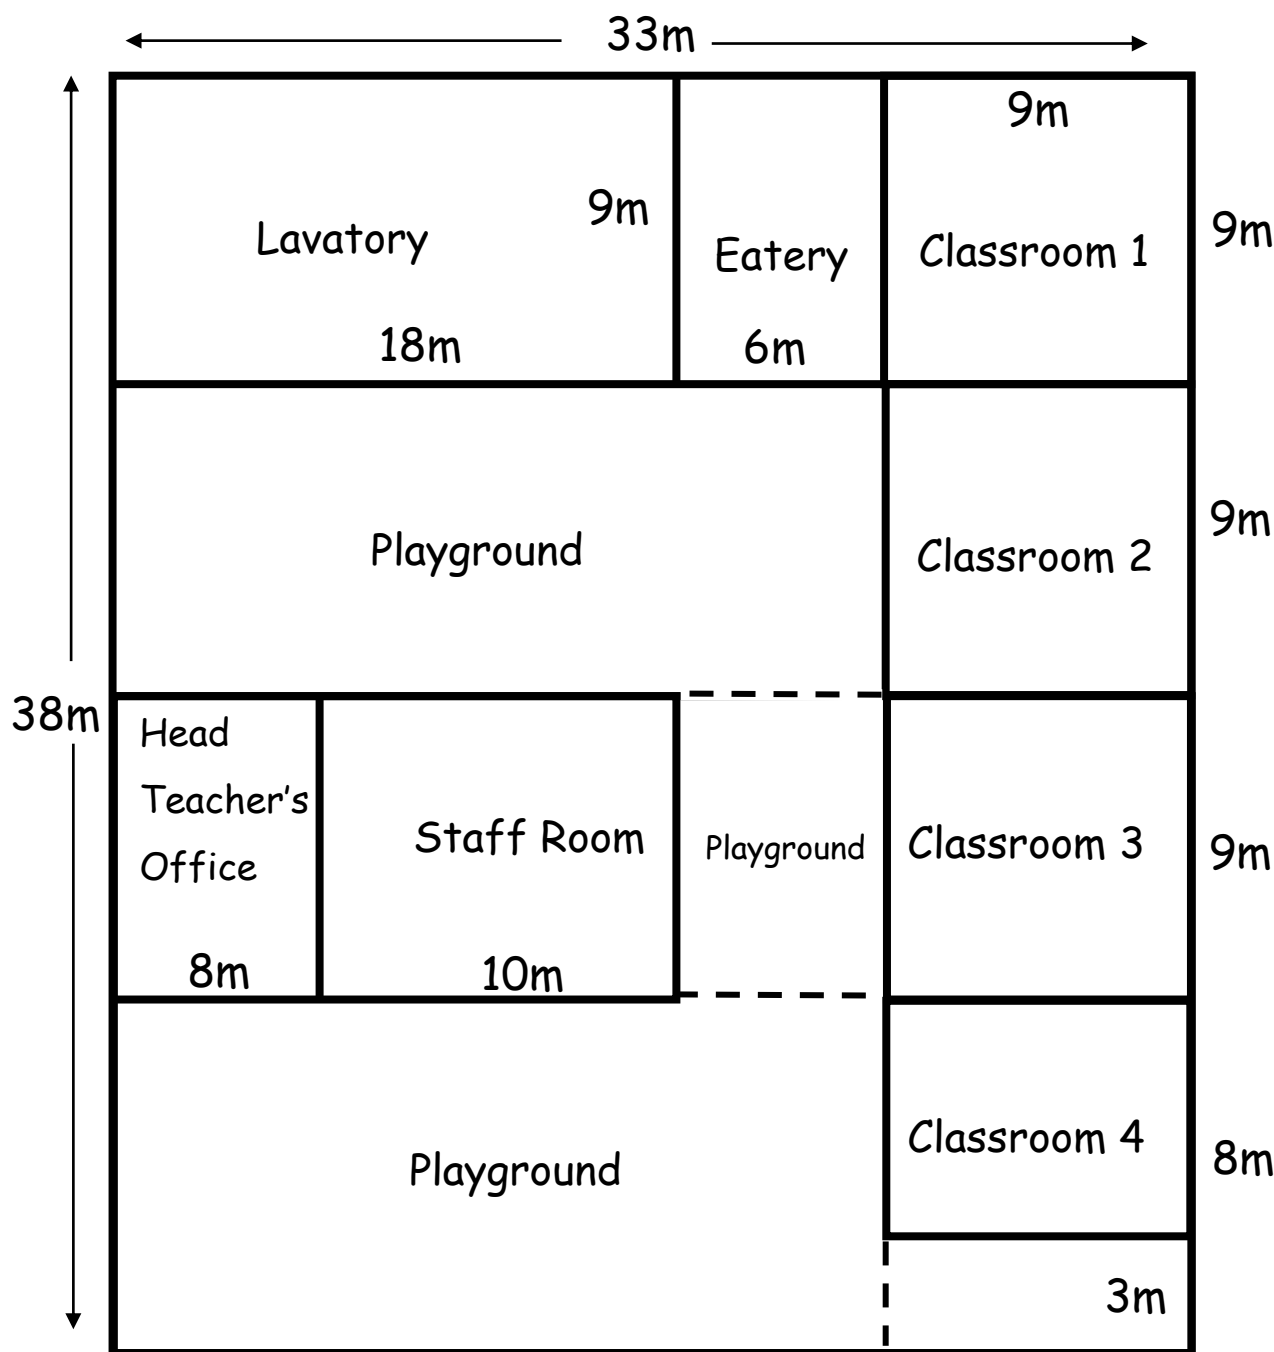 33m
9m
Lavatory
9m
Eatery
Classroom 1
9m
18m
6m
Playground
Classroom 2
9m
38m
Head
Teacher's
Office
Staff Room
Playground
Classroom 3
9m
8m
10m
Playground
Classroom 4
8m
3m